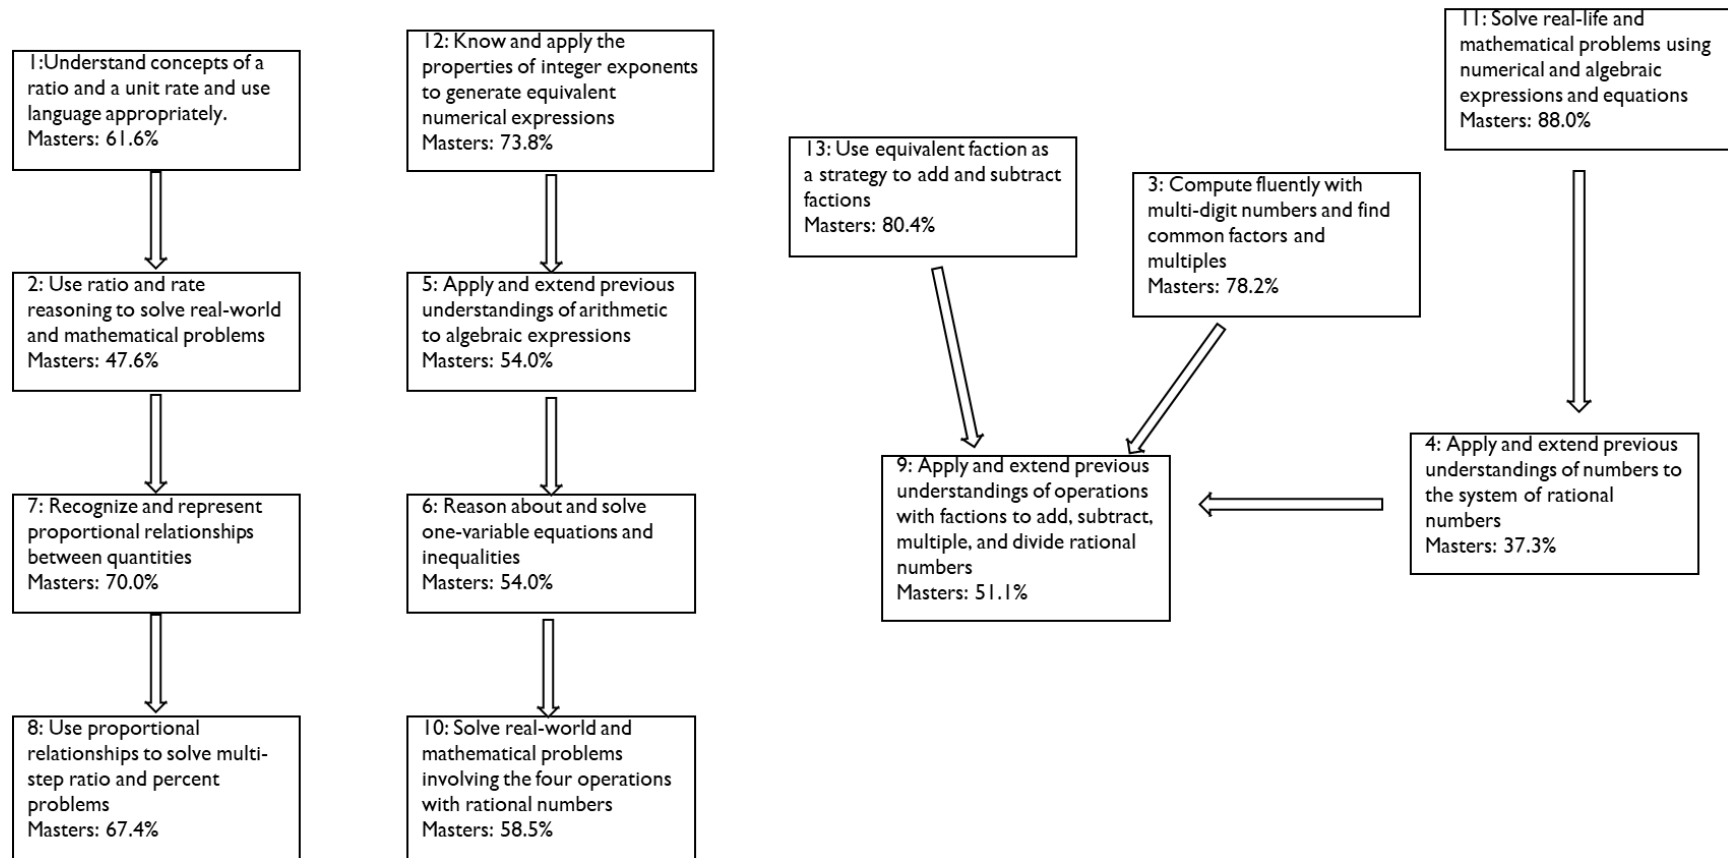 1:Understand concepts of a
ratio and a unit rate and use
language appropriately.
Masters: 61.6%
12: Know and apply the
properties of integer exponents
to generate equivalent
numerical expressions
Masters: 73.8%
13: Use equivalent faction as
a strategy to add and subtract
factions
Masters: 80.4%
3: Compute fluently with
multi-digit numbers and find
common factors and
multiples
Masters: 78.2%
11: Solve real-life and
mathematical problems using
numerical and algebraic
expressions and equations
Masters: 88.0%
2: Use ratio and rate
reasoning to solve real-world
and mathematical problems
Masters: 47.6%
5: Apply and extend previous
understandings of arithmetic
to algebraic expressions
Masters: 54.0%
9: Apply and extend previous
understandings of operations
with factions to add, subtract,
multiple, and divide rational
numbers
Masters: 51.1%
4: Apply and extend previous
understandings of numbers to
the system of rational
numbers
Masters: 37.3%
7: Recognize and represent
proportional relationships
between quantities
Masters: 70.0%
6: Reason about and solve
one-variable equations and
inequalities
Masters: 54.0%
8: Use proportional
relationships to solve multi-
step ratio and percent
problems
Masters: 67.4%
10: Solve real-world and
mathematical problems
involving the four operations
with rational numbers
Masters: 58.5%